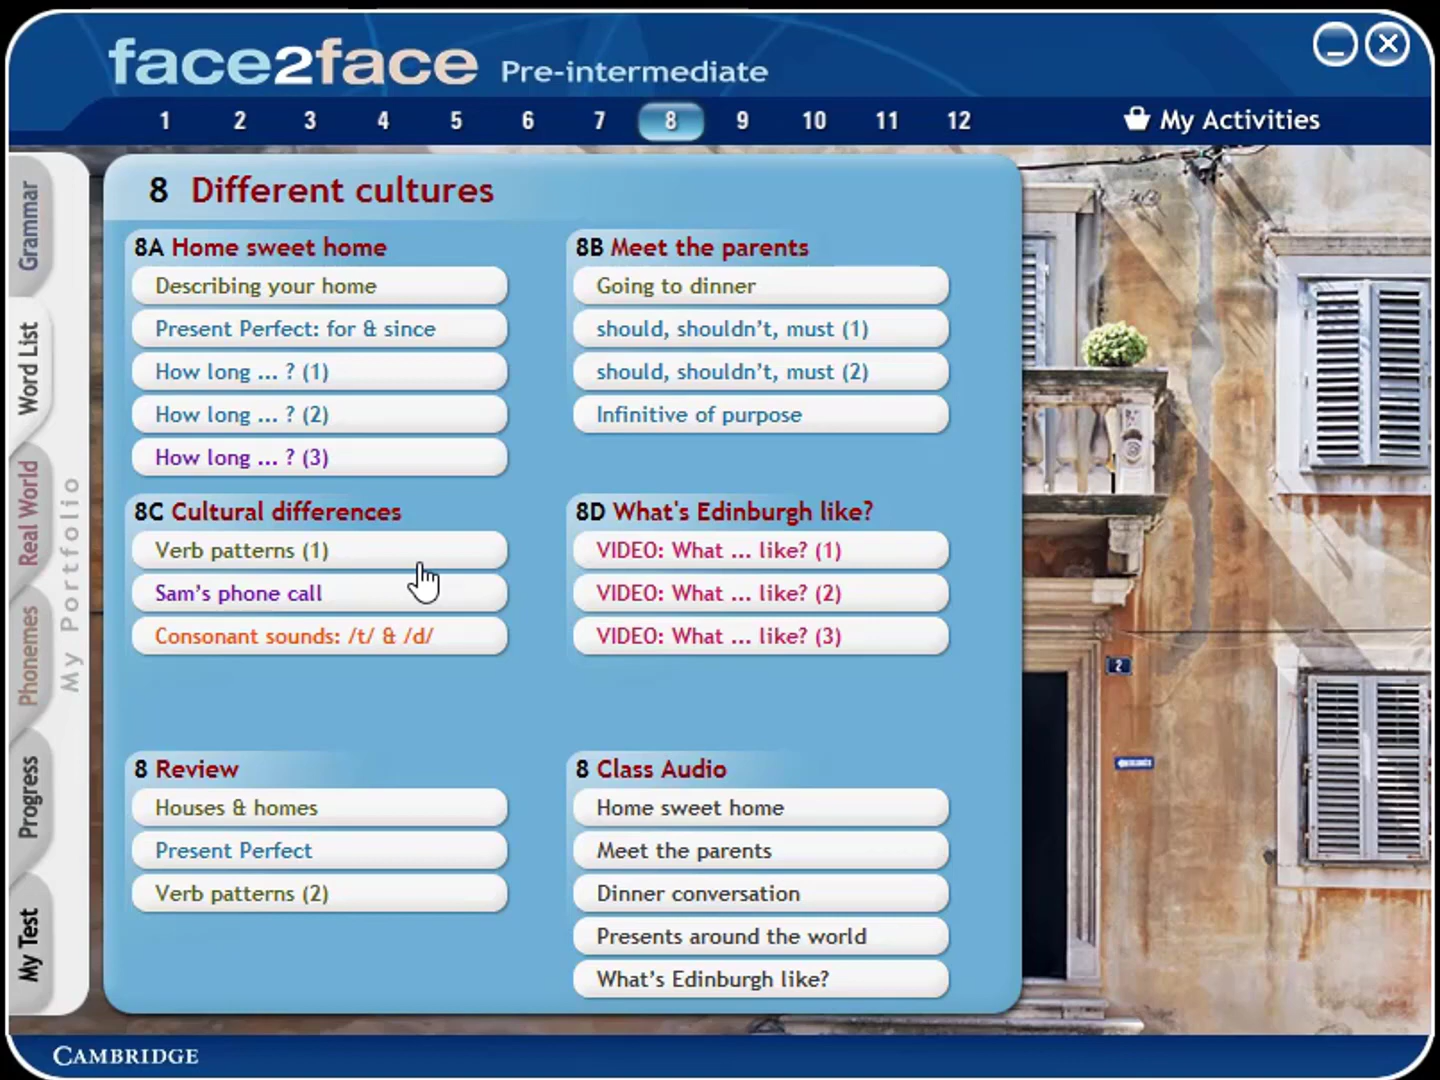 face2face Pre-intermediate
1 2 3 4 5 6 7 8 9 10 11 12 My Activities
Grammar
Word List
Real World
Phonemes
Progress
My Test
My Portfolio
8 Different cultures
8A Home sweet home
Describing your home
Present Perfect: for & since
How long ... ? (1)
How long ... ? (2)
How long ... ? (3)
8B Meet the parents
Going to dinner
should, shouldn't, must (1)
should, shouldn't, must (2)
Infinitive of purpose
8C Cultural differences
Verb patterns (1)
Sam's phone call
Consonant sounds: /t/ & /d/
8D What's Edinburgh like?
VIDEO: What ... like? (1)
VIDEO: What ... like? (2)
VIDEO: What ... like? (3)
8 Review
Houses & homes
Present Perfect
Verb patterns (2)
8 Class Audio
Home sweet home
Meet the parents
Dinner conversation
Presents around the world
What's Edinburgh like?
2
CAMBRIDGE